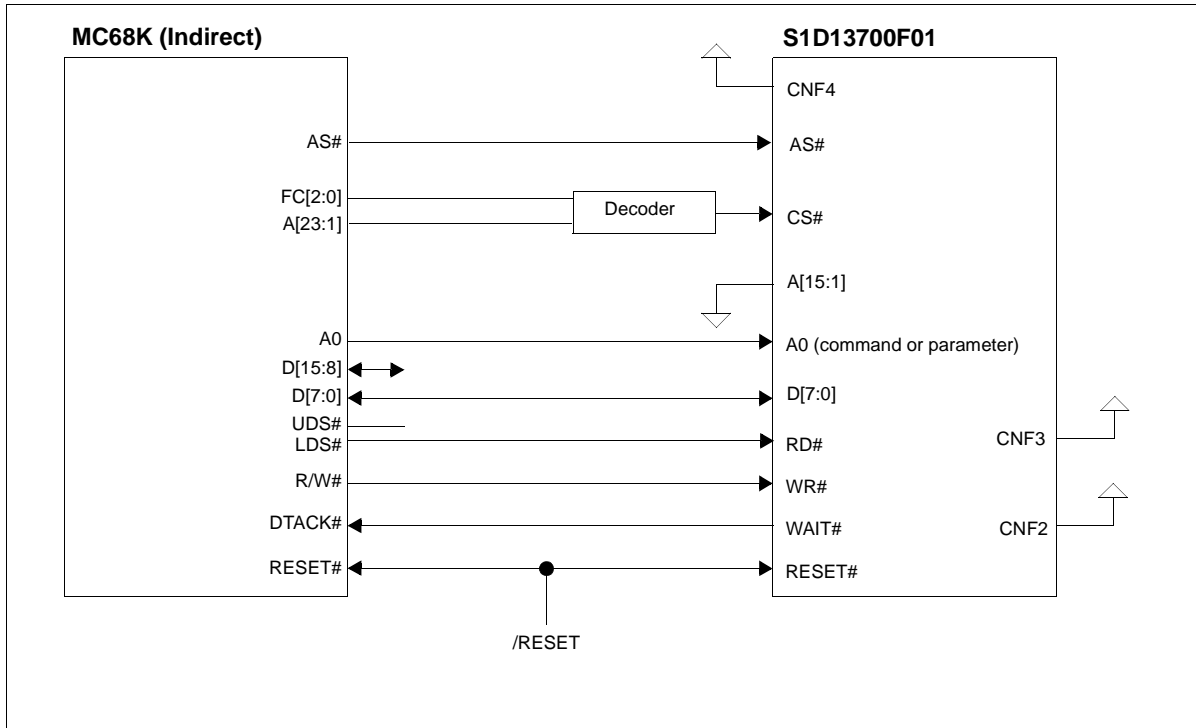 MC68K (Indirect)
S1D13700F01
CNF4
AS#
AS#
FC[2:0]
A[23:1]
Decoder
CS#
A[15:1]
A0
A0 (command or parameter)
D[15:8]
D[7:0]
D[7:0]
UDS#
LDS#
RD#
CNF3
R/W#
WR#
DTACK#
WAIT#
CNF2
RESET#
RESET#
/RESET